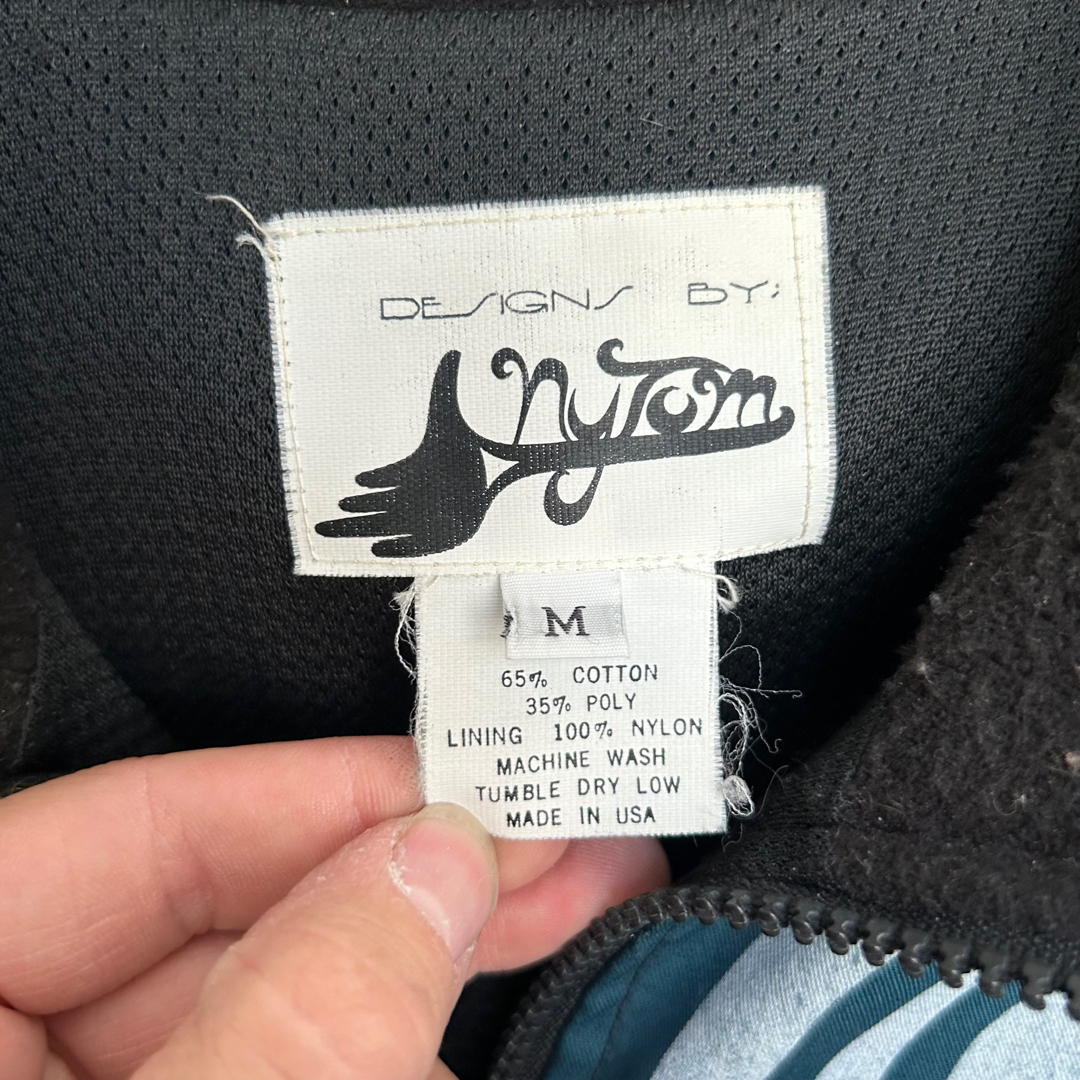 DESIGNS BY:
NyTom
M
65% COTTON
35% POLY
LINING 100% NYLON
MACHINE WASH
TUMBLE DRY LOW
MADE IN USA